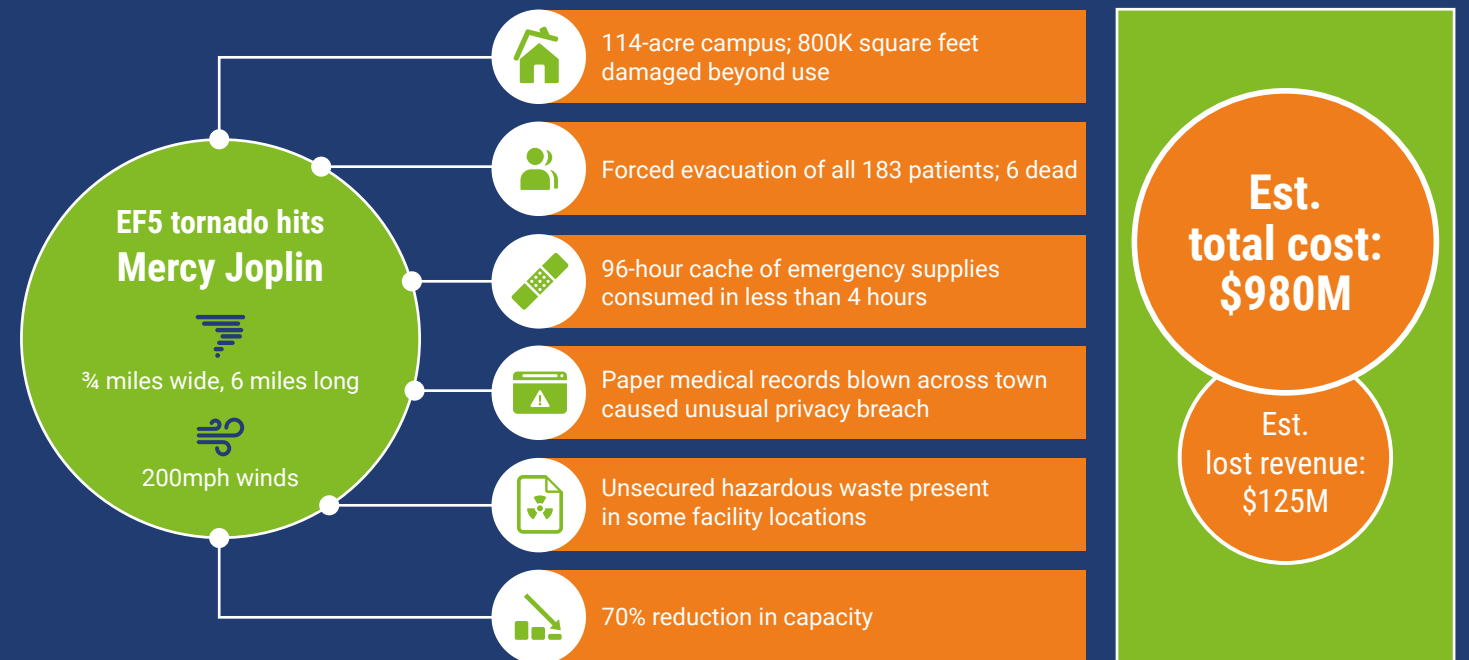 EF5 tornado hits
Mercy Joplin
¾ miles wide, 6 miles long
200mph winds
114-acre campus; 800K square feet
damaged beyond use
Forced evacuation of all 183 patients; 6 dead
96-hour cache of emergency supplies
consumed in less than 4 hours
Paper medical records blown across town
caused unusual privacy breach
Unsecured hazardous waste present
in some facility locations
70% reduction in capacity
Est.
total cost:
$980M
Est.
lost revenue:
$125M